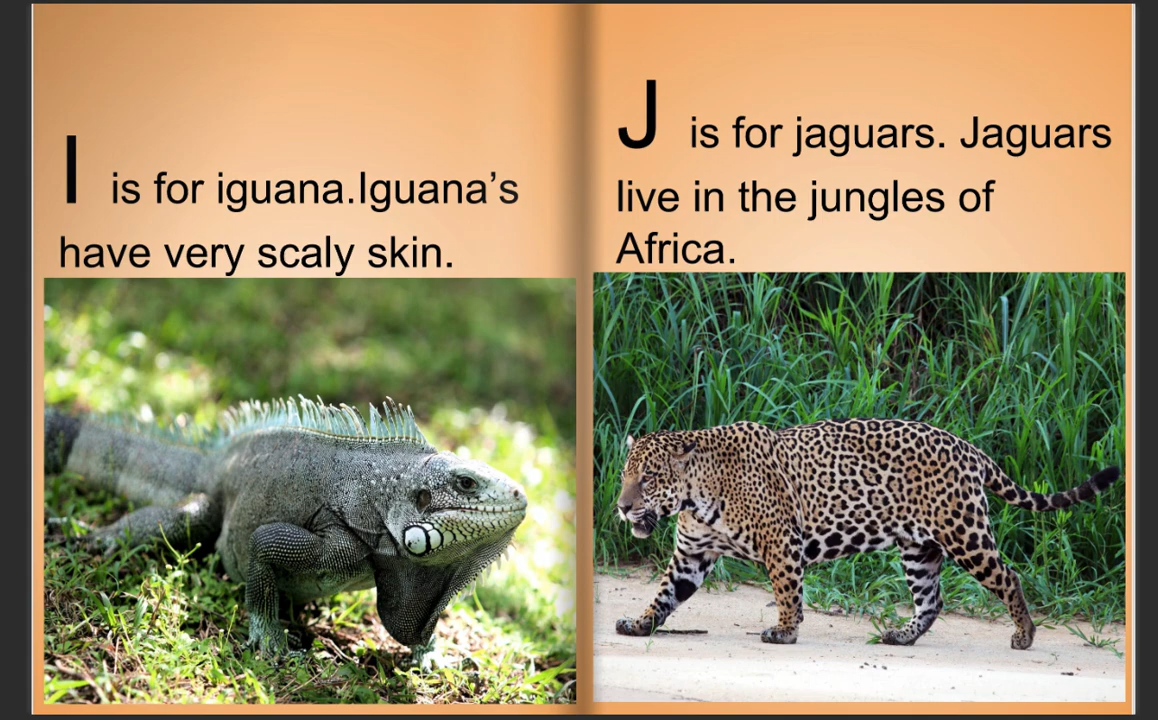 I is for iguana.Iguana’s
have very scaly skin.
J is for jaguars. Jaguars
live in the jungles of
Africa.